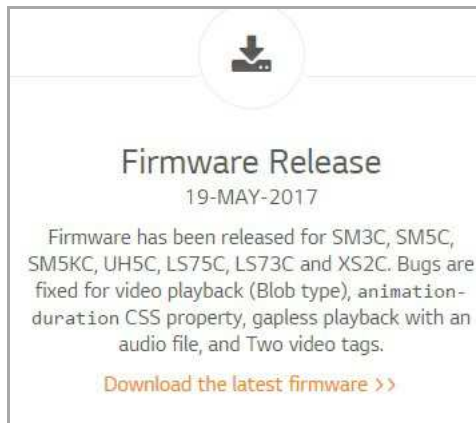 Firmware Release
19-MAY-2017
Firmware has been released for SM3C, SM5C,
SM5KC, UH5C, LS75C, LS73C and XS2C. Bugs are
fixed for video playback (Blob type), animation-
duration CSS property, gapless playback with an
audio file, and Two video tags.
Download the latest firmware >>